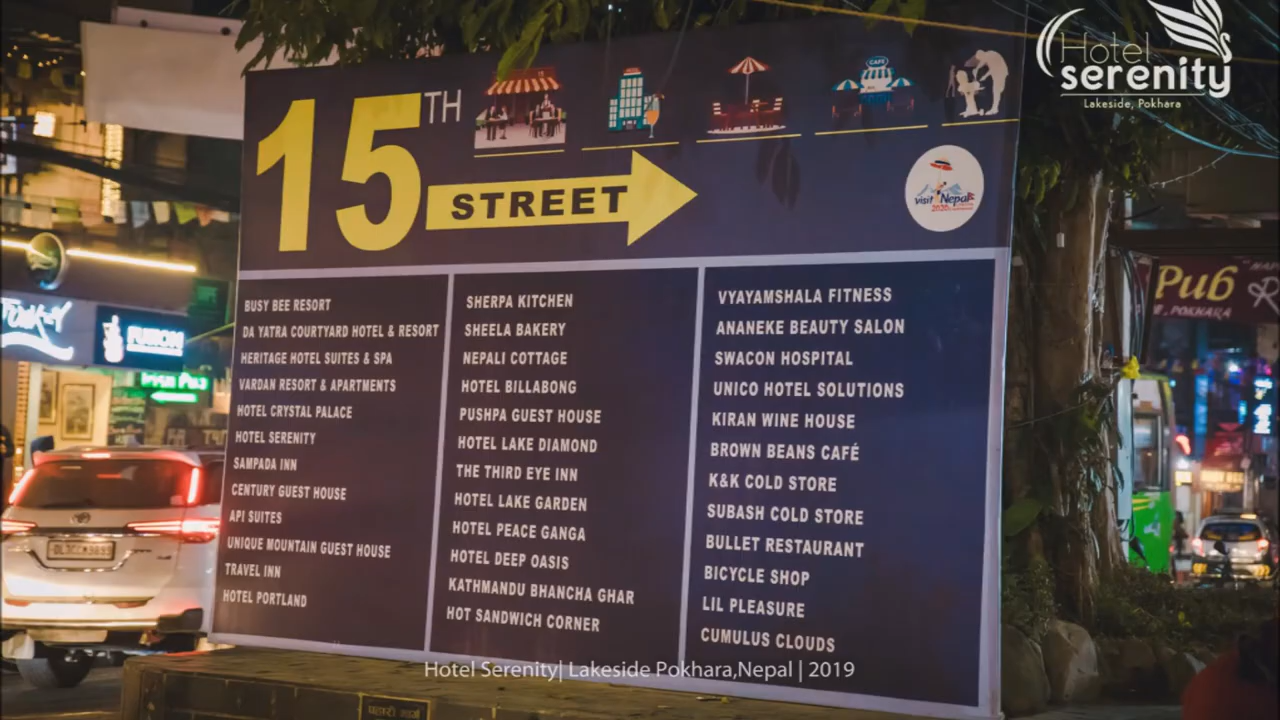 Hotel
serenity
Lakeside, Pokhara
15TH
STREET
CAFE
visit Nepal
2020
BUSY BEE RESORT
DA YATRA COURTYARD HOTEL & RESORT
HERITAGE HOTEL SUITES & SPA
VARDAN RESORT & APARTMENTS
HOTEL CRYSTAL PALACE
HOTEL SERENITY
SAMPADA INN
CENTURY GUEST HOUSE
API SUITES
UNIQUE MOUNTAIN GUEST HOUSE
TRAVEL INN
HOTEL PORTLAND
SHERPA KITCHEN
SHEELA BAKERY
NEPALI COTTAGE
HOTEL BILLABONG
PUSHPA GUEST HOUSE
HOTEL LAKE DIAMOND
THE THIRD EYE INN
HOTEL LAKE GARDEN
HOTEL PEACE GANGA
HOTEL DEEP OASIS
KATHMANDU BHANCHA GHAR
HOT SANDWICH CORNER
VYAYAMSHALA FITNESS
ANANEKE BEAUTY SALON
SWACON HOSPITAL
UNICO HOTEL SOLUTIONS
KIRAN WINE HOUSE
BROWN BEANS CAFÉ
K&K COLD STORE
SUBASH COLD STORE
BULLET RESTAURANT
BICYCLE SHOP
LIL PLEASURE
CUMULUS CLOUDS
Pub
POKHARA
Hotel Serenity| Lakeside Pokhara,Nepal | 2019